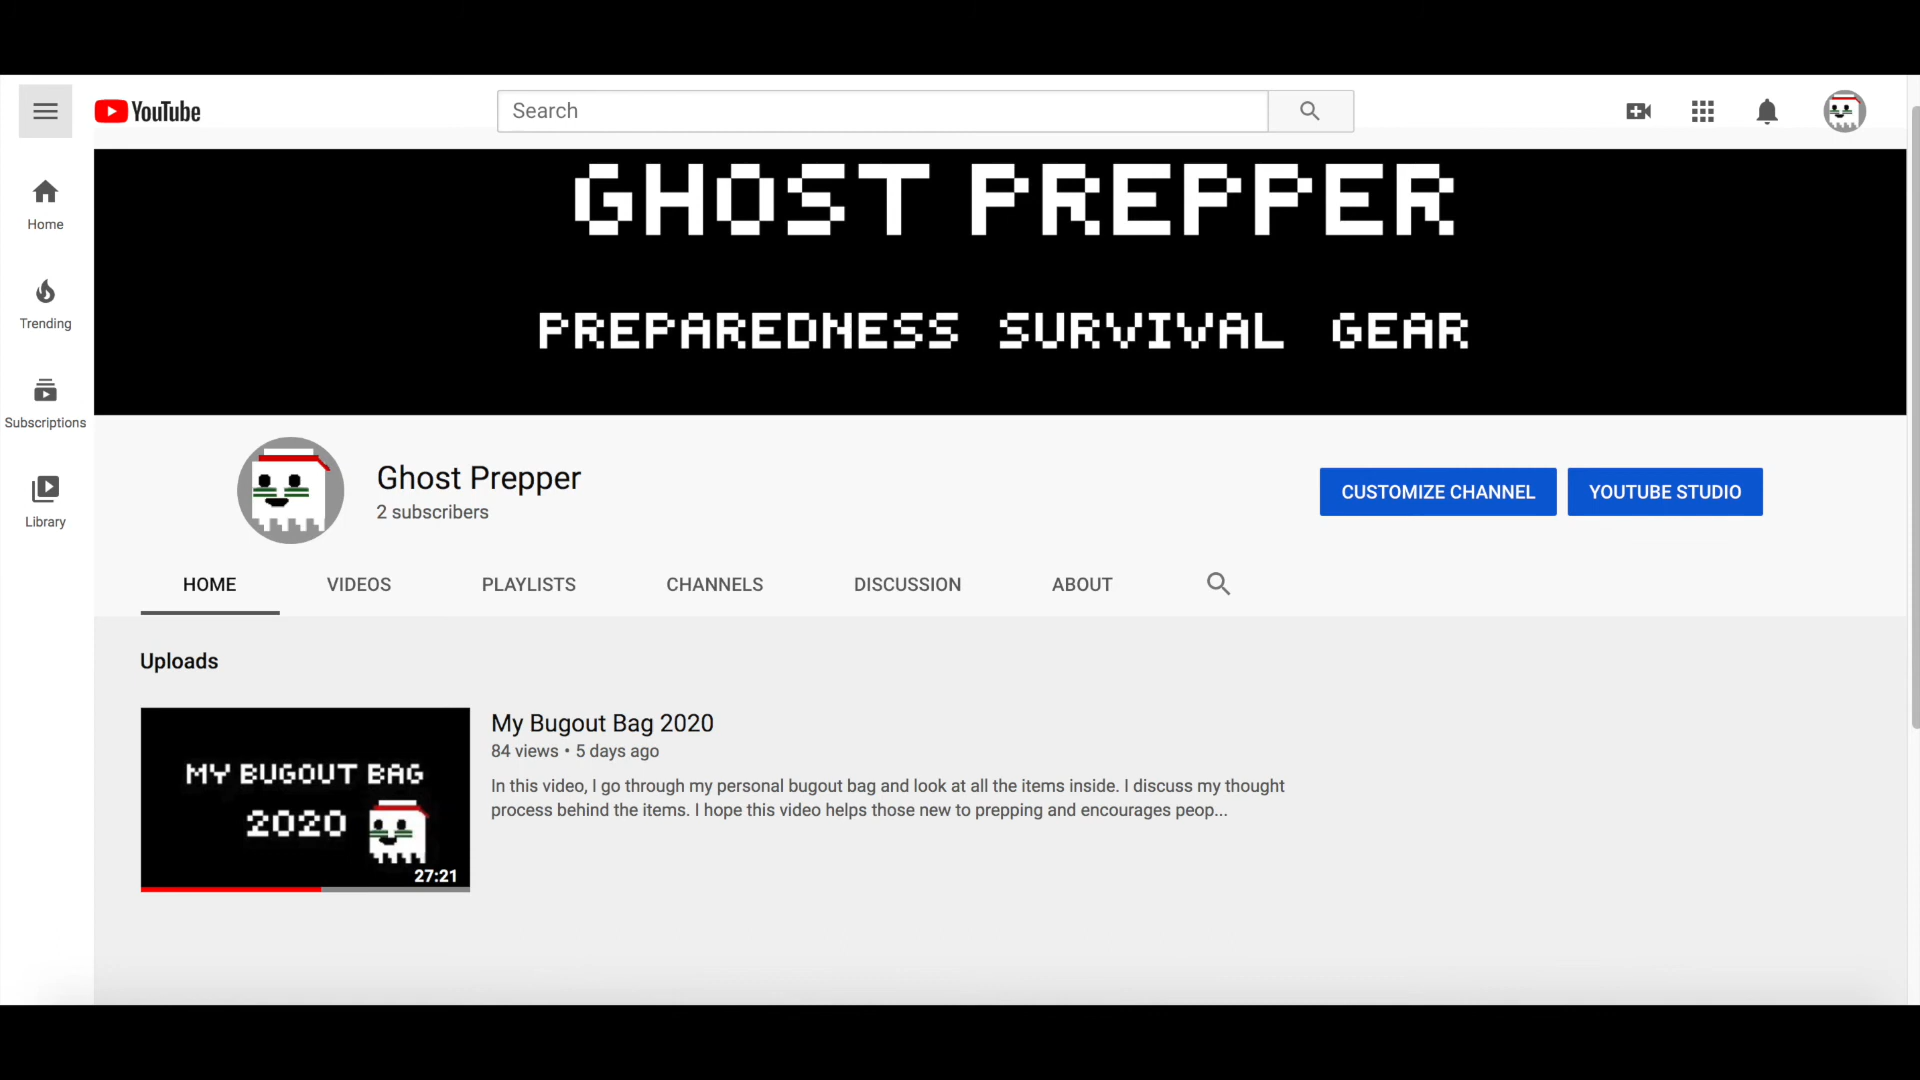 YouTube
Search
Home
Trending
Subscriptions
Library
GHOST PREPPER
PREPAREDNESS SURVIVAL GEAR
Ghost Prepper
2 subscribers
CUSTOMIZE CHANNEL
YOUTUBE STUDIO
HOME VIDEOS PLAYLISTS CHANNELS DISCUSSION ABOUT
Uploads
MY BUGOUT BAG
2020
27:21
My Bugout Bag 2020
84 views • 5 days ago
In this video, I go through my personal bugout bag and look at all the items inside. I discuss my thought
process behind the items. I hope this video helps those new to prepping and encourages peop...